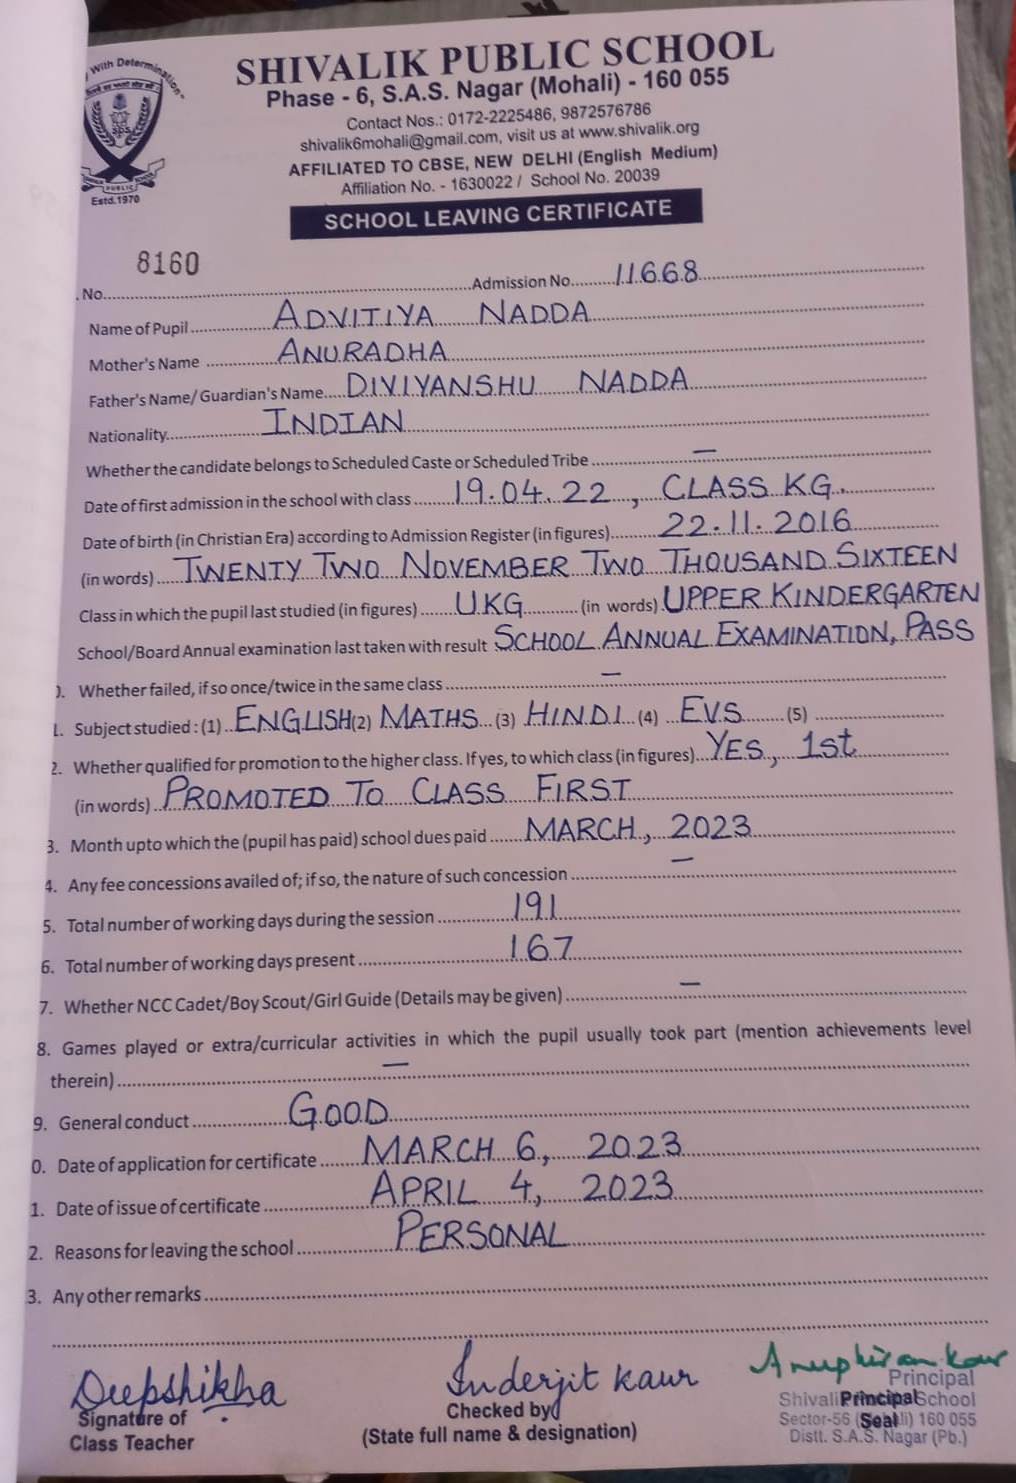 With Determination"
SPS
PUBLIC
Estd.1970
SHIVALIK PUBLIC SCHOOL
Phase - 6, S.A.S. Nagar (Mohali) - 160 055
Contact Nos.: 0172-2225486, 9872576786
shivalik6mohali@gmail.com, visit us at www.shivalik.org
AFFILIATED TO CBSE, NEW DELHI (English Medium)
Affiliation No. - 1630022 / School No. 20039
SCHOOL LEAVING CERTIFICATE
. No. 8160 Admission No. 11668
Name of Pupil ADVITIYA NADDA
Mother's Name ANURADHA
Father's Name/ Guardian's Name DIVIYANSHU NADDA
Nationality INDIAN
Whether the candidate belongs to Scheduled Caste or Scheduled Tribe —
Date of first admission in the school with class 19.04.22, CLASS KG.
Date of birth (in Christian Era) according to Admission Register (in figures) 22.11.2016
(in words) TWENTY TWO NOVEMBER TWO THOUSAND SIXTEEN
Class in which the pupil last studied (in figures) UKG (in words) UPPER KINDERGARTEN
School/Board Annual examination last taken with result SCHOOL ANNUAL EXAMINATION, PASS
0. Whether failed, if so once/twice in the same class —
1. Subject studied : (1) ENGLISH (2) MATHS (3) HINDI (4) EVS (5)
2. Whether qualified for promotion to the higher class. If yes, to which class (in figures) YES, 1st
(in words) PROMOTED TO CLASS FIRST
3. Month upto which the (pupil has paid) school dues paid MARCH, 2023
4. Any fee concessions availed of; if so, the nature of such concession —
5. Total number of working days during the session 191
6. Total number of working days present 167
7. Whether NCC Cadet/Boy Scout/Girl Guide (Details may be given) —
8. Games played or extra/curricular activities in which the pupil usually took part (mention achievements level
therein) —
9. General conduct GOOD
0. Date of application for certificate MARCH 6, 2023
1. Date of issue of certificate APRIL 4, 2023
2. Reasons for leaving the school PERSONAL
3. Any other remarks
Deepshikha
Signature of
Class Teacher
Inderjit Kaur
Checked by
(State full name & designation)
Anuphiran Kaur
Principal
Principal
School
Seal
Sector-56 160 055
Distt. S.A.S. Nagar (Pb.)